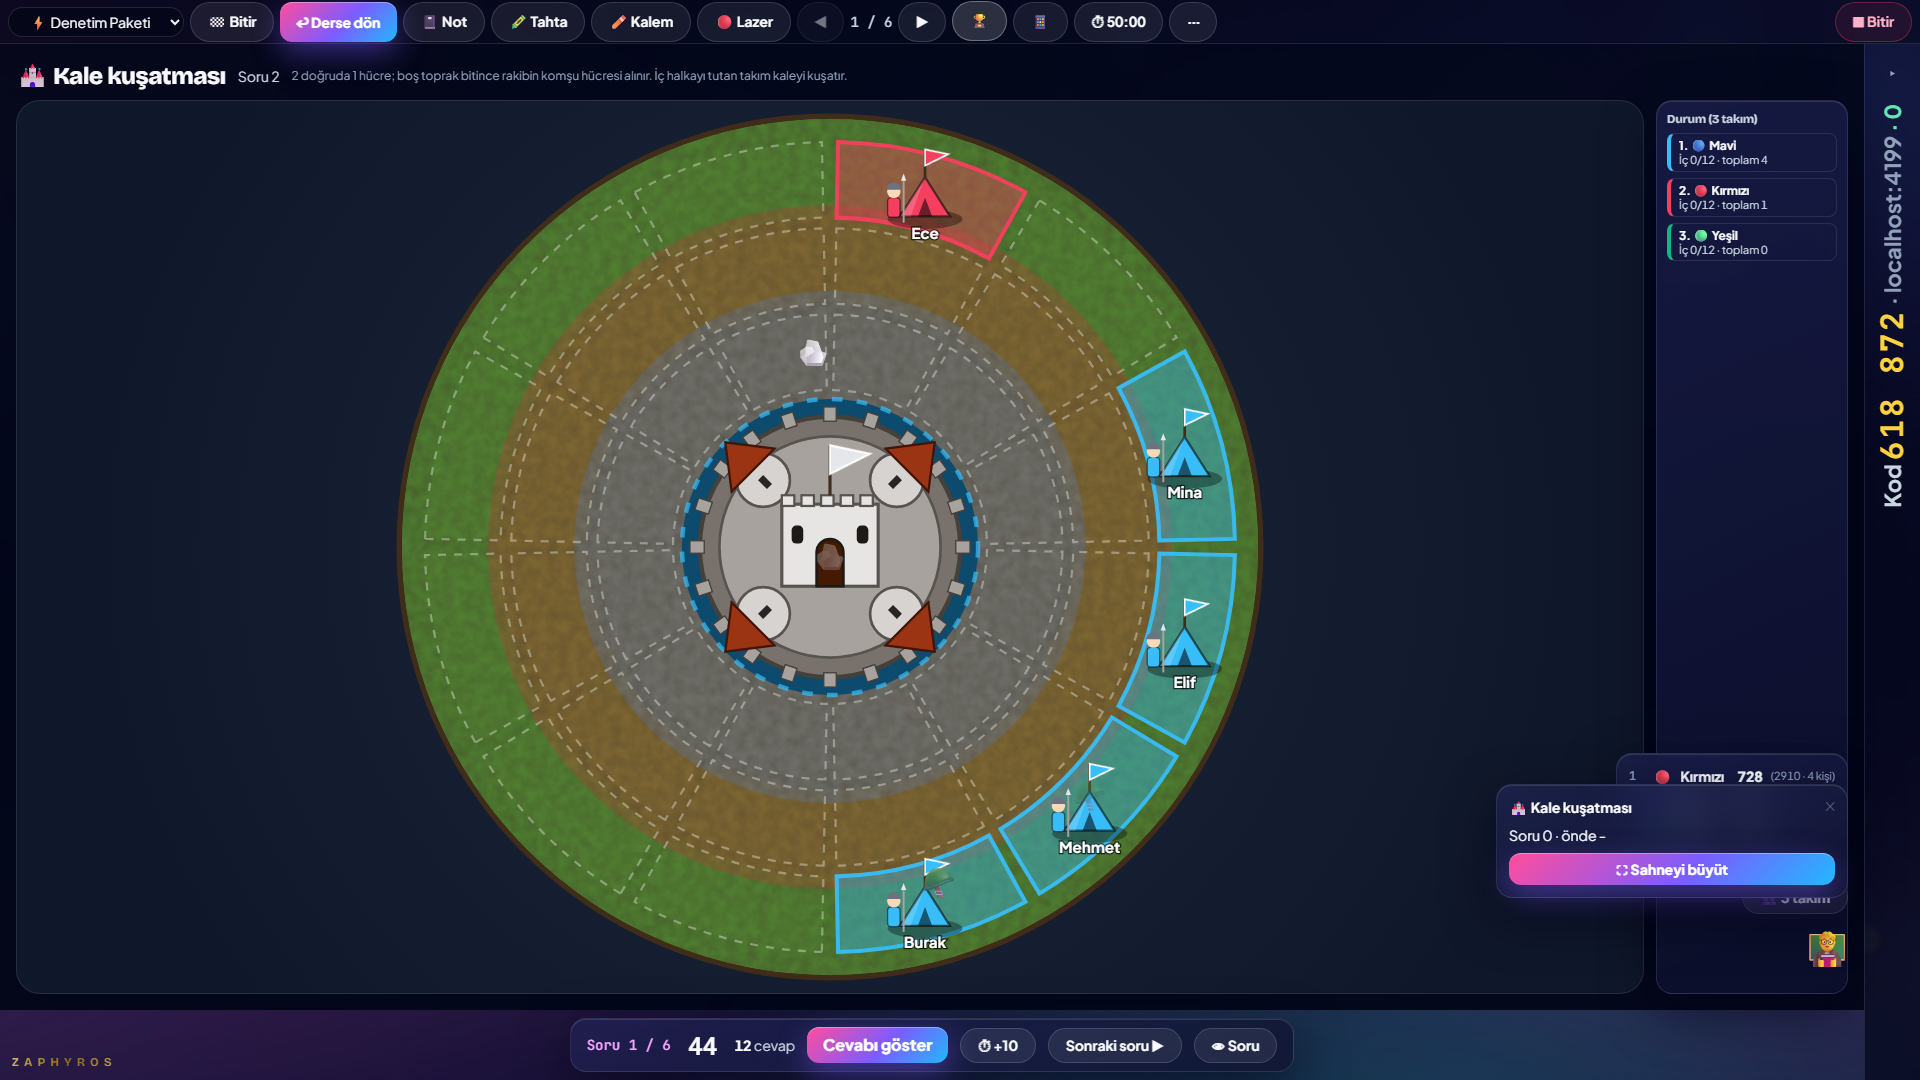 Denetim Paketi
Bitir
Derse dön
Not
Tahta
Kalem
Lazer
1 / 6
50:00
Bitir
Kale kuşatması Soru 2 2 doğruda 1 hücre; boş toprak bitince rakibin komşu hücresi alınır. İç halkayı tutan takım kaleyi kuşatır.
Ece
Mina
Elif
Mehmet
Burak
Durum (3 takım)
1. Mavi
İç 0/12 · toplam 4
2. Kırmızı
İç 0/12 · toplam 1
3. Yeşil
İç 0/12 · toplam 0
Kod 618 872 · localhost:4199 · 0
1 Kırmızı 728 (2910 · 4 kişi)
Kale kuşatması
Soru 0 · önde -
Sahneyi büyüt
3 takım
ZAPHYROS
Soru 1 / 6 44 12 cevap Cevabı göster +10 Sonraki soru Soru